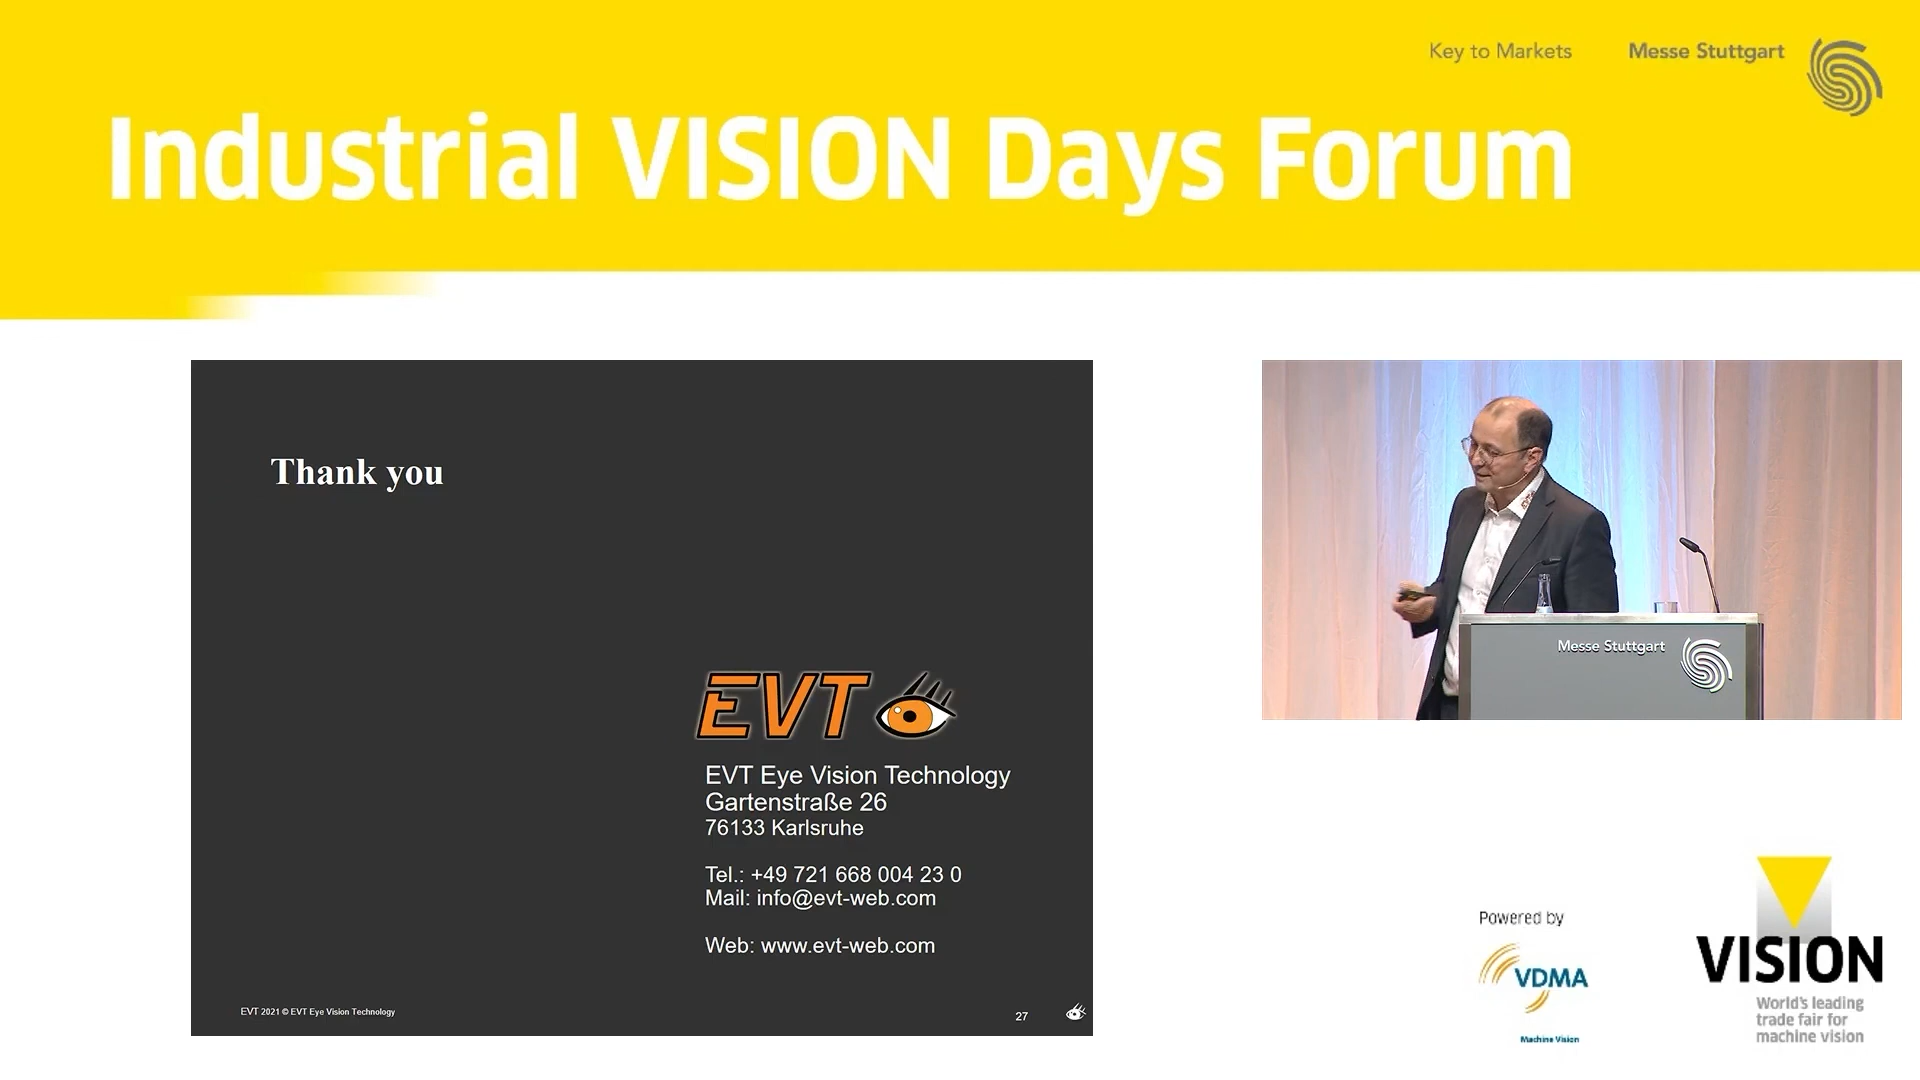 Key to Markets
Messe Stuttgart
Industrial VISION Days Forum
Thank you
EVT
EVT Eye Vision Technology
Gartenstraße 26
76133 Karlsruhe
Tel.: +49 721 668 004 23 0
Mail: info@evt-web.com
Web: www.evt-web.com
EVT 2021 © EVT Eye Vision Technology
27
Messe Stuttgart
Powered by
VDMA
Machine Vision
VISION
World's leading
trade fair for
machine vision